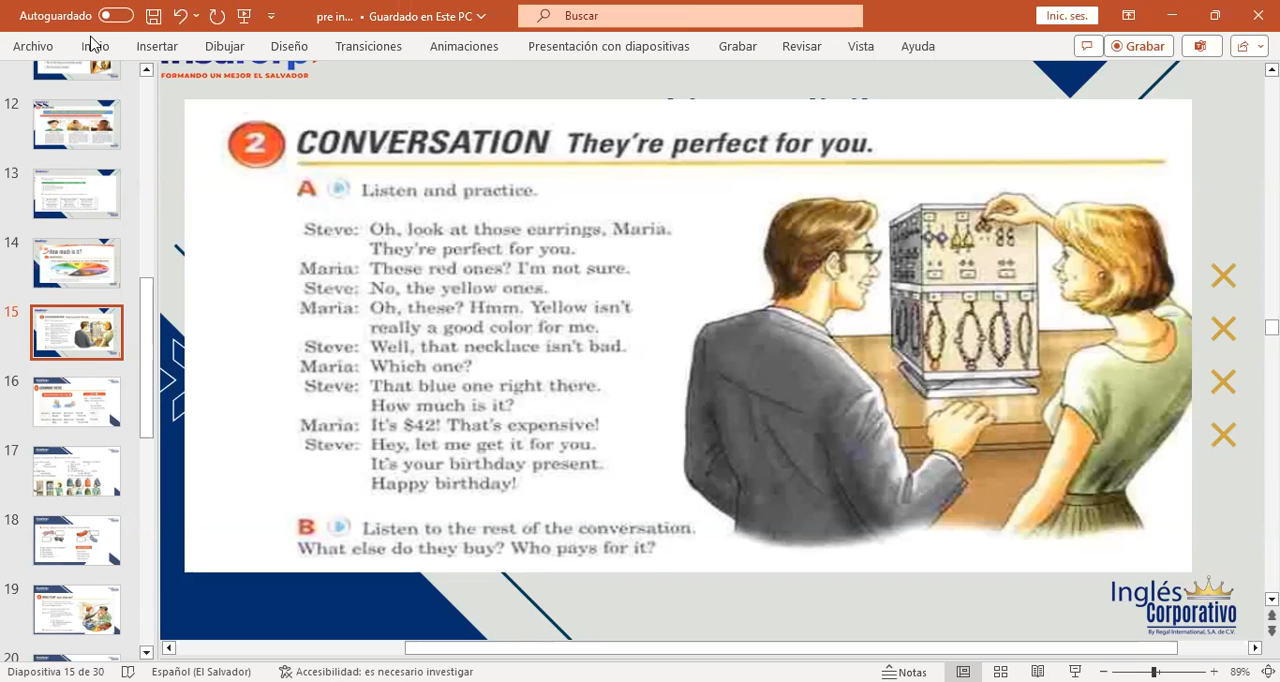 Autoguardado
pre in... • Guardado en Este PC
Buscar
Inic. ses.
Archivo
Inicio
Insertar
Dibujar
Diseño
Transiciones
Animaciones
Presentación con diapositivas
Grabar
Revisar
Vista
Ayuda
Grabar
FORMANDO UN MEJOR EL SALVADOR
12
13
14
How much is it?
15
16
17
18
19
20
2 CONVERSATION They're perfect for you.
A Listen and practice.
Steve: Oh, look at those earrings, Maria.
They're perfect for you.
Maria: These red ones? I'm not sure.
Steve: No, the yellow ones.
Maria: Oh, these? Hmm. Yellow isn't
really a good color for me.
Steve: Well, that necklace isn't bad.
Maria: Which one?
Steve: That blue one right there.
How much is it?
Maria: It's $42! That's expensive!
Steve: Hey, let me get it for you.
It's your birthday present.
Happy birthday!
B Listen to the rest of the conversation.
What else do they buy? Who pays for it?
Inglés
Corporativo
By Regal International, S.A. de C.V.
Diapositiva 15 de 30
Español (El Salvador)
Accesibilidad: es necesario investigar
Notas
89%